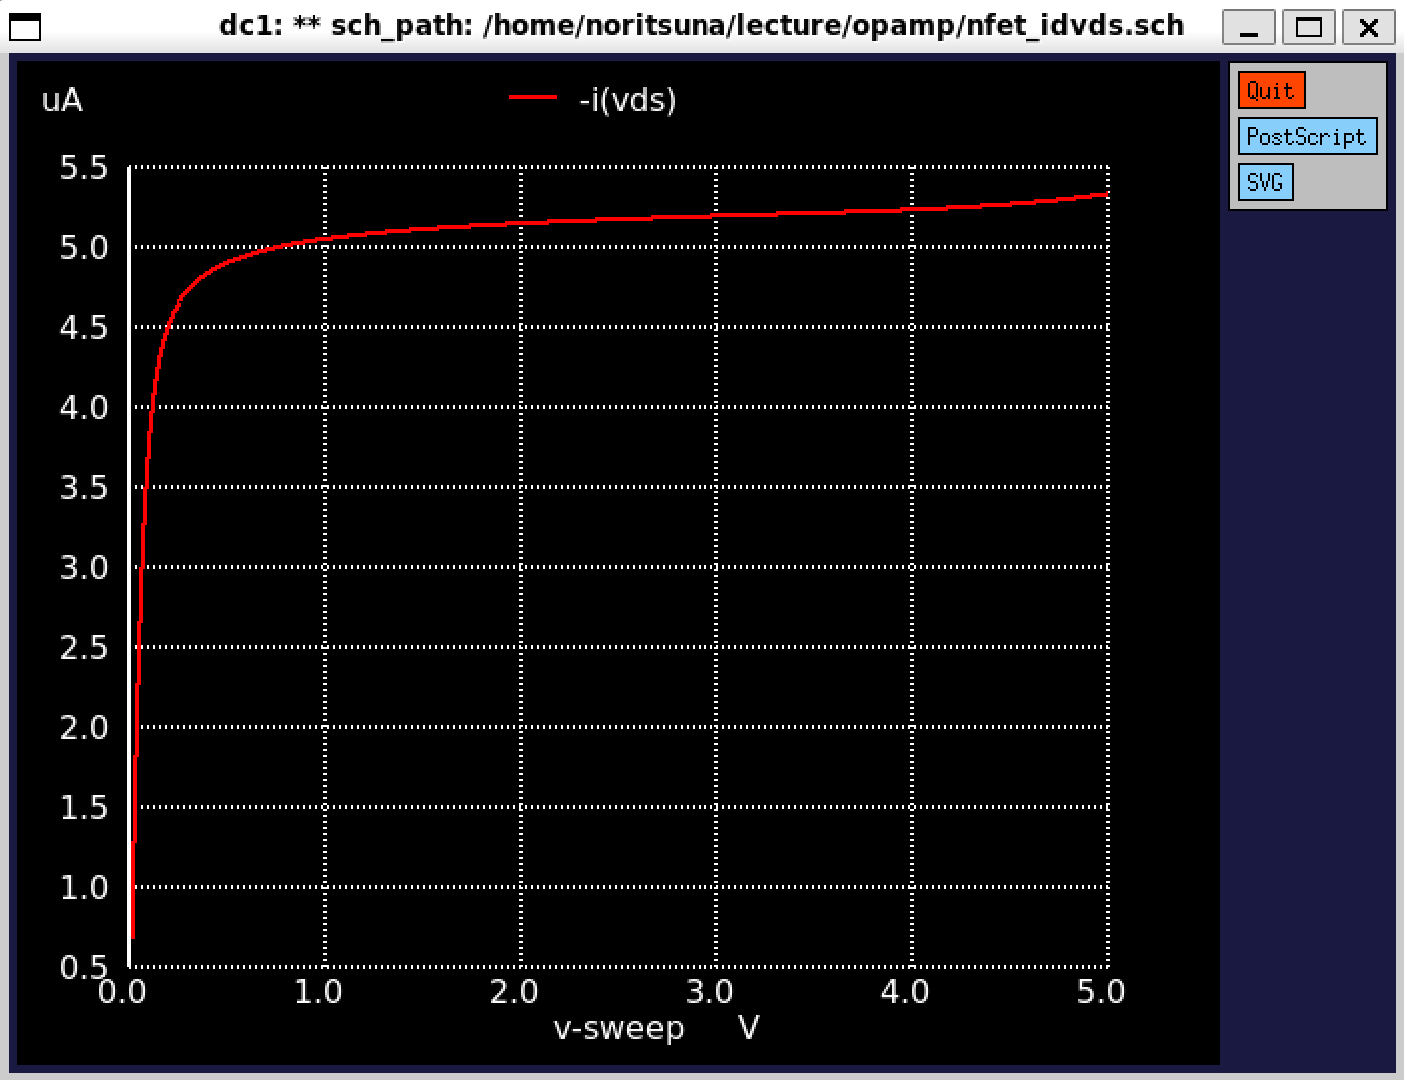 dc1: ** sch_path: /home/noritsuna/lecture/opamp/nfet_idvds.sch
Quit
PostScript
SVG
uA
-i(vds)
5.5
5.0
4.5
4.0
3.5
3.0
2.5
2.0
1.5
1.0
0.5
0.0 1.0 2.0 3.0 4.0 5.0
v-sweep V